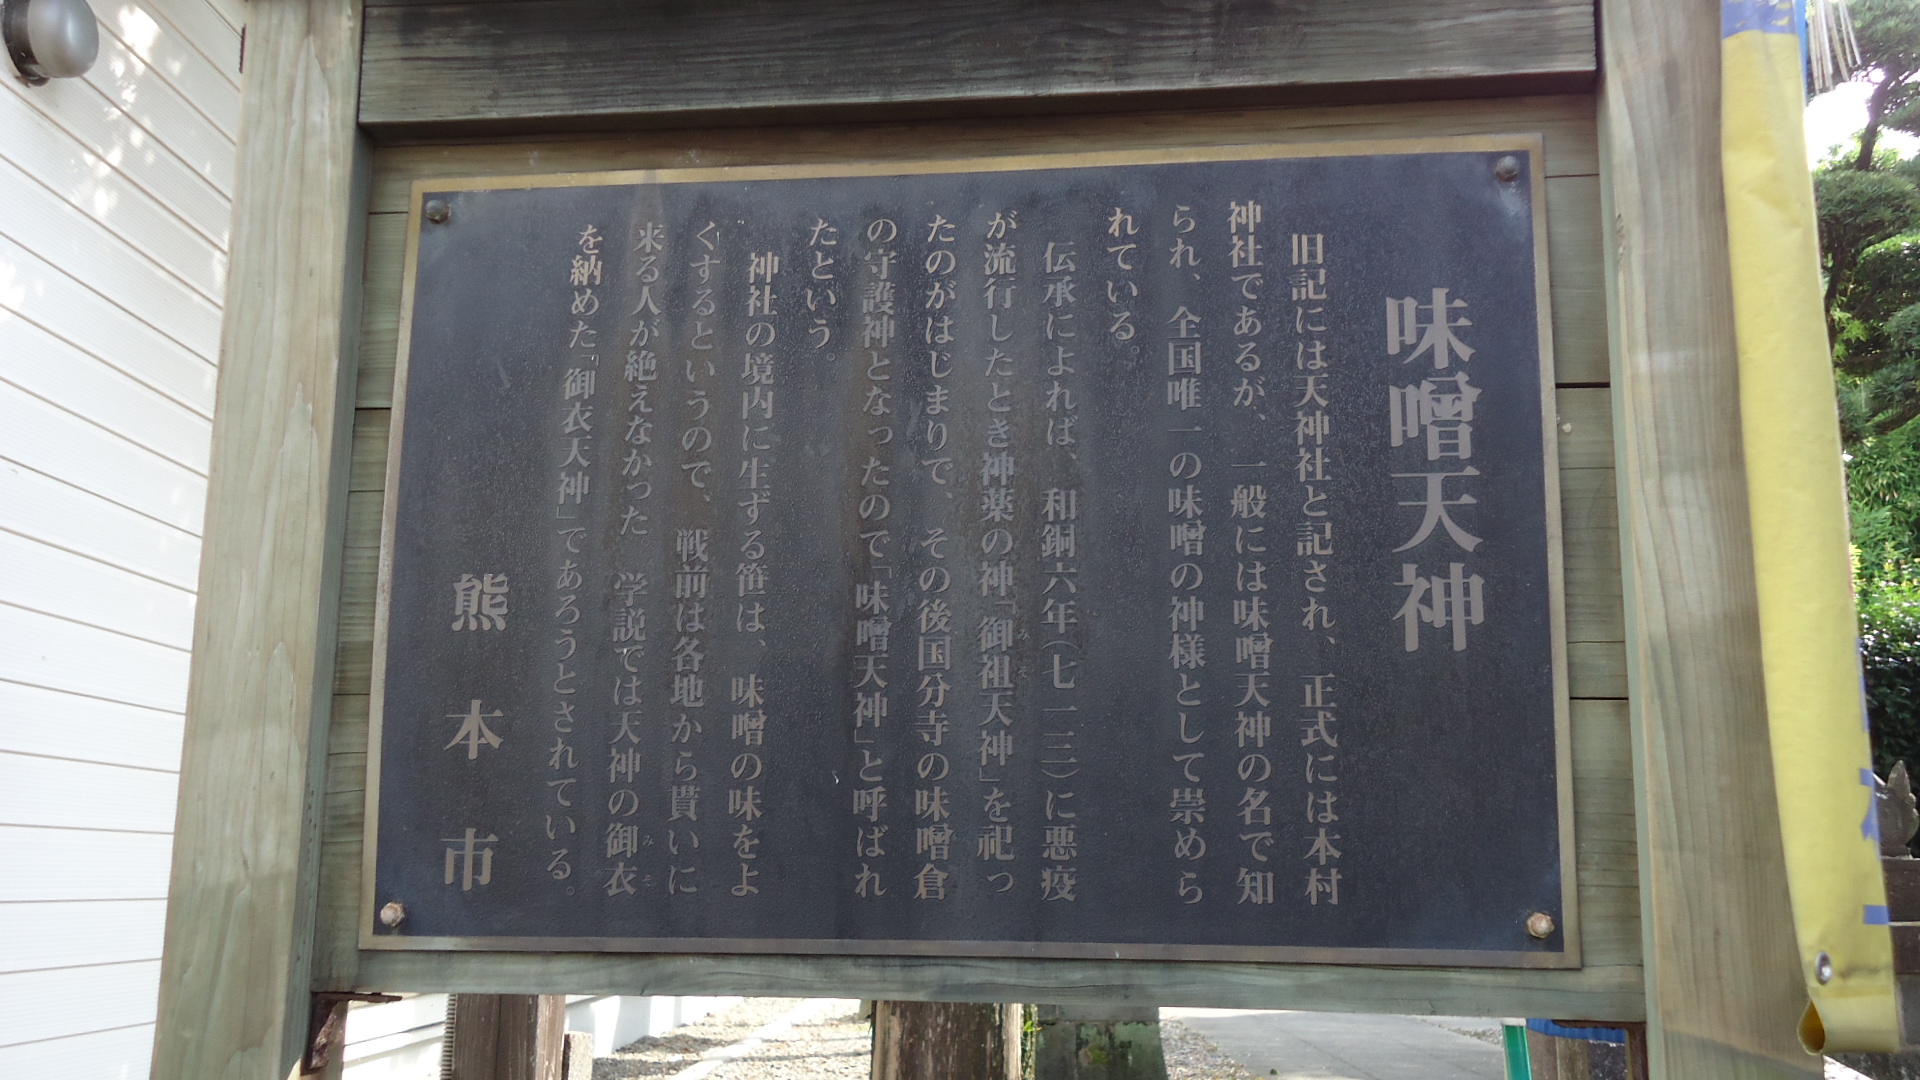 味噌天神
旧記には天神社と記され、正式には本村
神社であるが、一般には味噌天神の名で知
られ、全国唯一の味噌の神様として崇めら
れている。
伝承によれば、和銅六年(七一三)に悪疫
が流行したとき神薬の神「御祖天神」を祀っ
みそ
たのがはじまりで、その後国分寺の味噌倉
の守護神となったので「味噌天神」と呼ばれ
たという。
神社の境内に生ずる笹は、味噌の味をよ
くするというので、戦前は各地から貰いに
来る人が絶えなかった 学説では天神の御衣
みそ
を納めた「御衣天神」であろうとされている。
熊本市